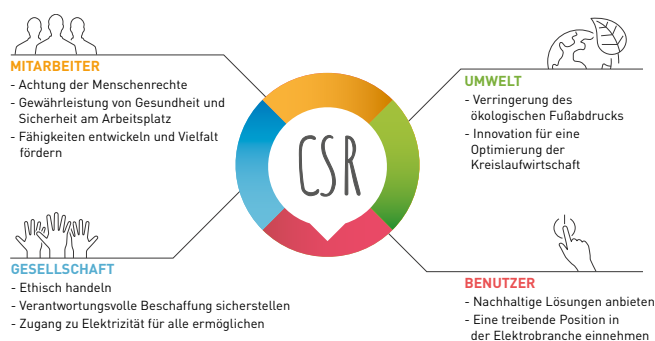 MITARBEITER
- Achtung der Menschenrechte
- Gewährleistung von Gesundheit und
Sicherheit am Arbeitsplatz
- Fähigkeiten entwickeln und Vielfalt
fördern
CSR
UMWELT
- Verringerung des
ökologischen Fußabdrucks
- Innovation für eine
Optimierung der
Kreislaufwirtschaft
GESELLSCHAFT
- Ethisch handeln
- Verantwortungsvolle Beschaffung sicherstellen
- Zugang zu Elektrizität für alle ermöglichen
BENUTZER
- Nachhaltige Lösungen anbieten
- Eine treibende Position in
der Elektrobranche einnehmen